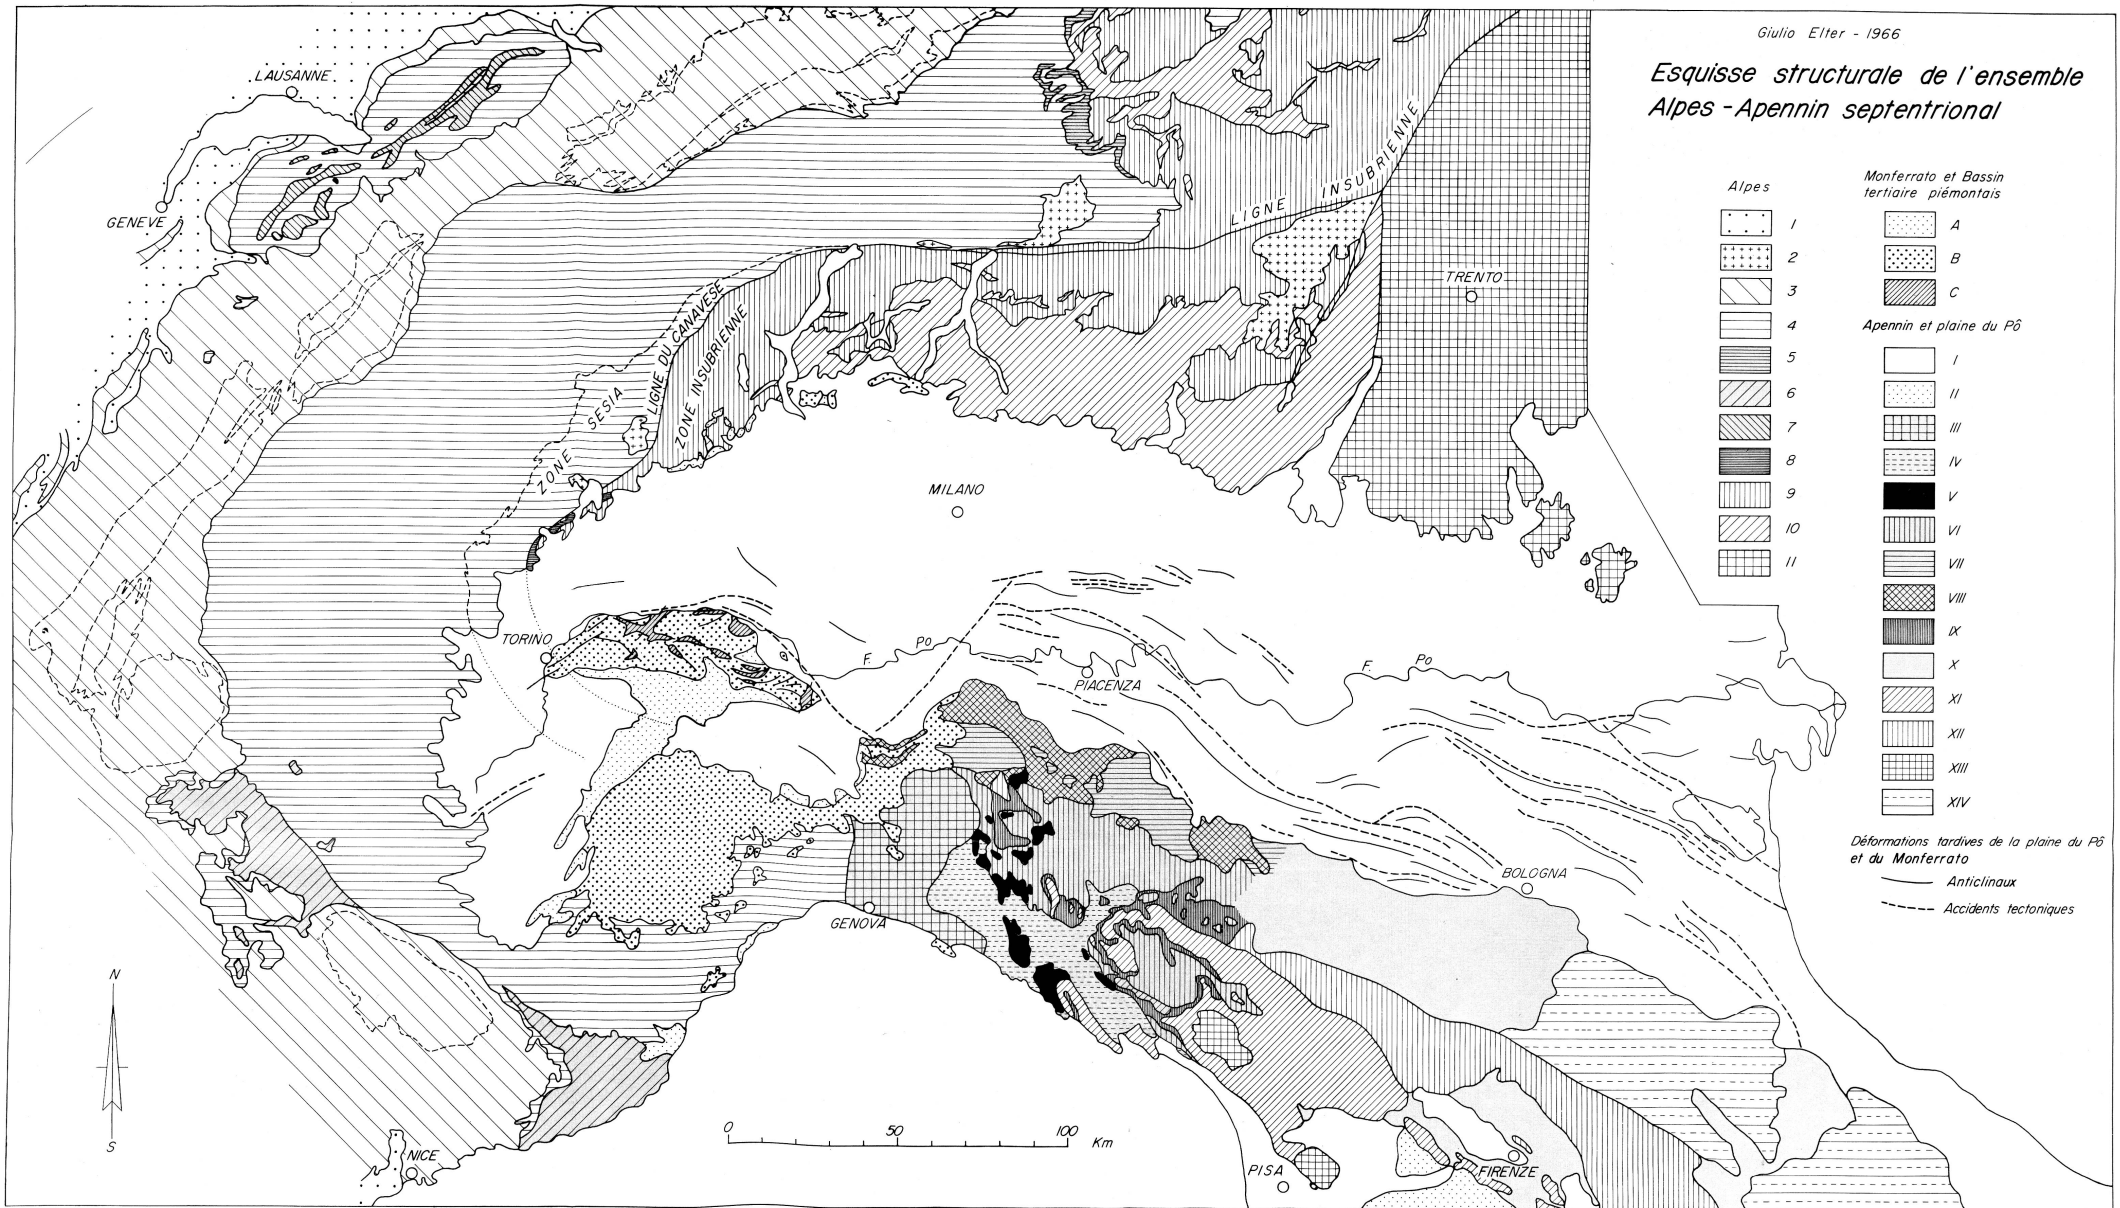 Giulio Elter - 1966
Esquisse structurale de l'ensemble
Alpes - Apennin septentrional
Alpes
1
2
3
4
5
6
7
8
9
10
11
Monferrato et Bassin
tertiaire piémontais
A
B
C
Apennin et plaine du Pô
I
II
III
IV
V
VI
VII
VIII
IX
X
XI
XII
XIII
XIV
Déformations tardives de la plaine du Pô
et du Monferrato
Anticlinaux
Accidents tectoniques
LAUSANNE
GENEVE
LIGNE INSUBRIENNE
TRENTO
LIGNE DU CANAVESE
ZONE INSUBRIENNE
ZONE SESIA
MILANO
TORINO
F. Po
PIACENZA
F. Po
BOLOGNA
GENOVA
N
S
0 50 100 Km
NICE
PISA
FIRENZE